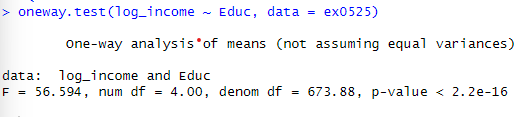 > oneway.test(log_income ~ Educ, data = ex0525)
One-way analysis of means (not assuming equal variances)
data: log_income and Educ
F = 56.594, num df = 4.00, denom df = 673.88, p-value < 2.2e-16